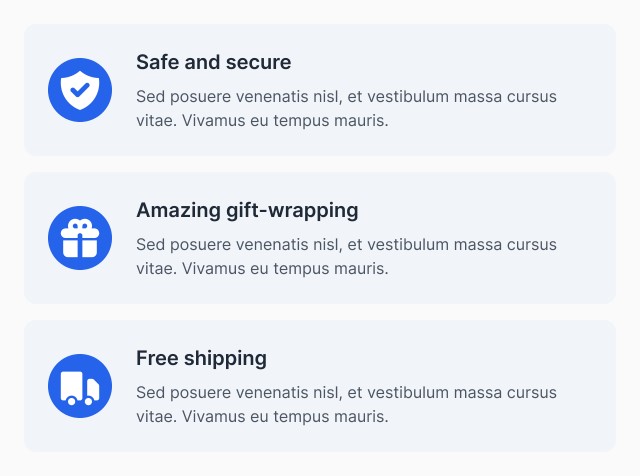 Safe and secure
Sed posuere venenatis nisl, et vestibulum massa cursus
vitae. Vivamus eu tempus mauris.
Amazing gift-wrapping
Sed posuere venenatis nisl, et vestibulum massa cursus
vitae. Vivamus eu tempus mauris.
Free shipping
Sed posuere venenatis nisl, et vestibulum massa cursus
vitae. Vivamus eu tempus mauris.